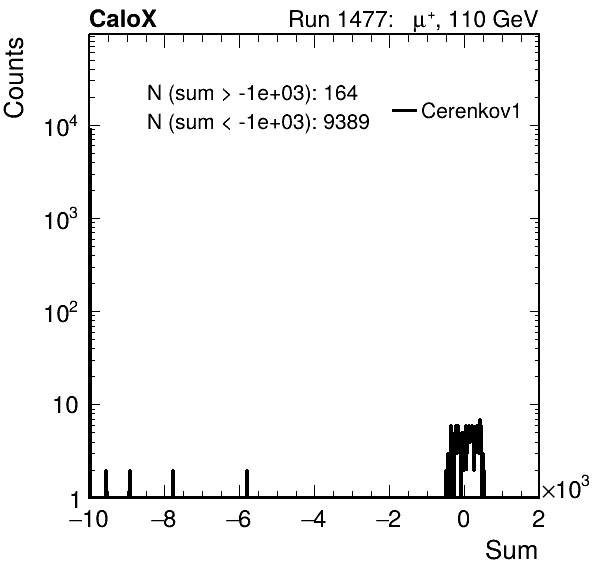 CaloX Run 1477: μ⁺, 110 GeV
Counts
N (sum > -1e+03): 164
N (sum < -1e+03): 9389
Cerenkov1
10⁴
10³
10²
10
1
−10 −8 −6 −4 −2 0 2
×10³
Sum